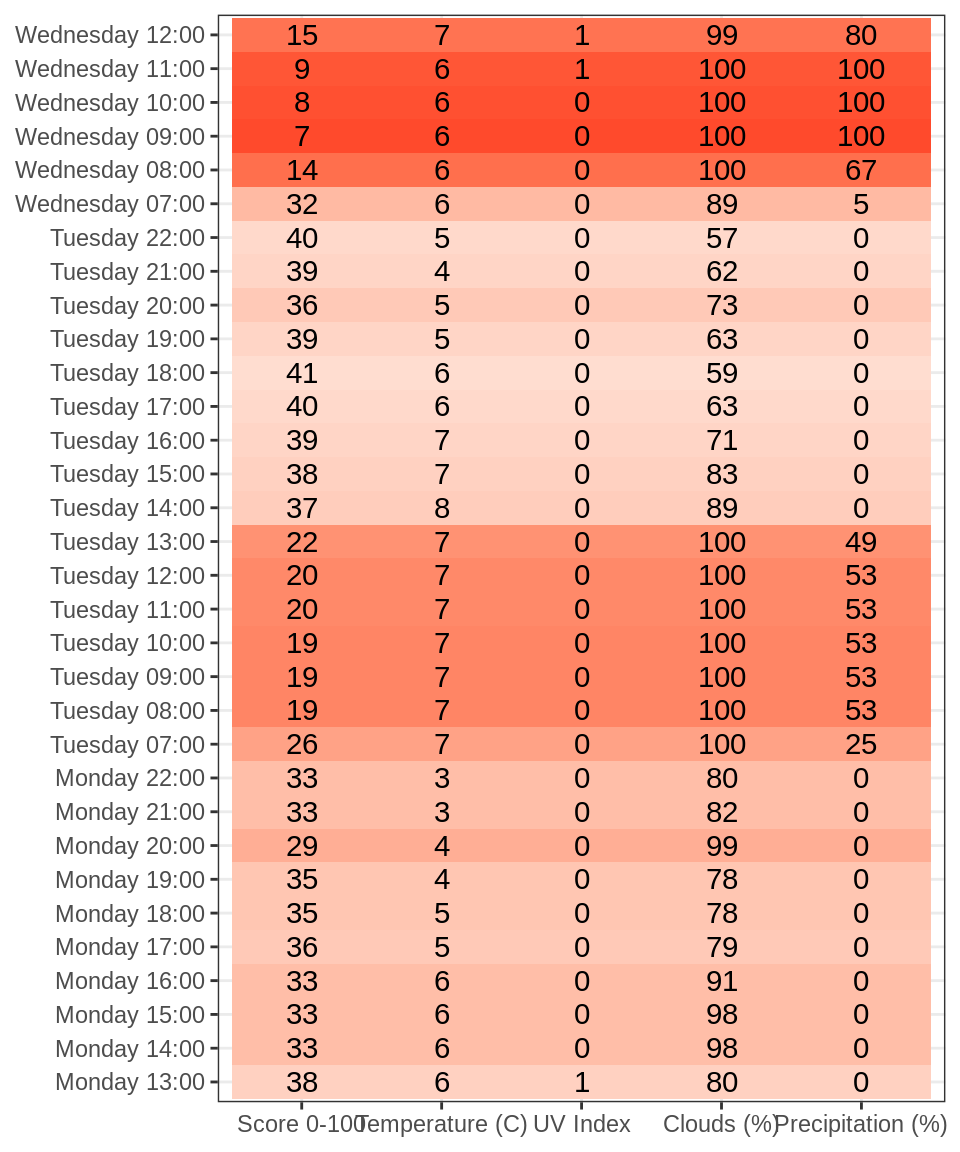 Wednesday 12:00 15 7 1 99 80
Wednesday 11:00 9 6 1 100 100
Wednesday 10:00 8 6 0 100 100
Wednesday 09:00 7 6 0 100 100
Wednesday 08:00 14 6 0 100 67
Wednesday 07:00 32 6 0 89 5
Tuesday 22:00 40 5 0 57 0
Tuesday 21:00 39 4 0 62 0
Tuesday 20:00 36 5 0 73 0
Tuesday 19:00 39 5 0 63 0
Tuesday 18:00 41 6 0 59 0
Tuesday 17:00 40 6 0 63 0
Tuesday 16:00 39 7 0 71 0
Tuesday 15:00 38 7 0 83 0
Tuesday 14:00 37 8 0 89 0
Tuesday 13:00 22 7 0 100 49
Tuesday 12:00 20 7 0 100 53
Tuesday 11:00 20 7 0 100 53
Tuesday 10:00 19 7 0 100 53
Tuesday 09:00 19 7 0 100 53
Tuesday 08:00 19 7 0 100 53
Tuesday 07:00 26 7 0 100 25
Monday 22:00 33 3 0 80 0
Monday 21:00 33 3 0 82 0
Monday 20:00 29 4 0 99 0
Monday 19:00 35 4 0 78 0
Monday 18:00 35 5 0 78 0
Monday 17:00 36 5 0 79 0
Monday 16:00 33 6 0 91 0
Monday 15:00 33 6 0 98 0
Monday 14:00 33 6 0 98 0
Monday 13:00 38 6 1 80 0
Score 0-100 Temperature (C) UV Index Clouds (%) Precipitation (%)